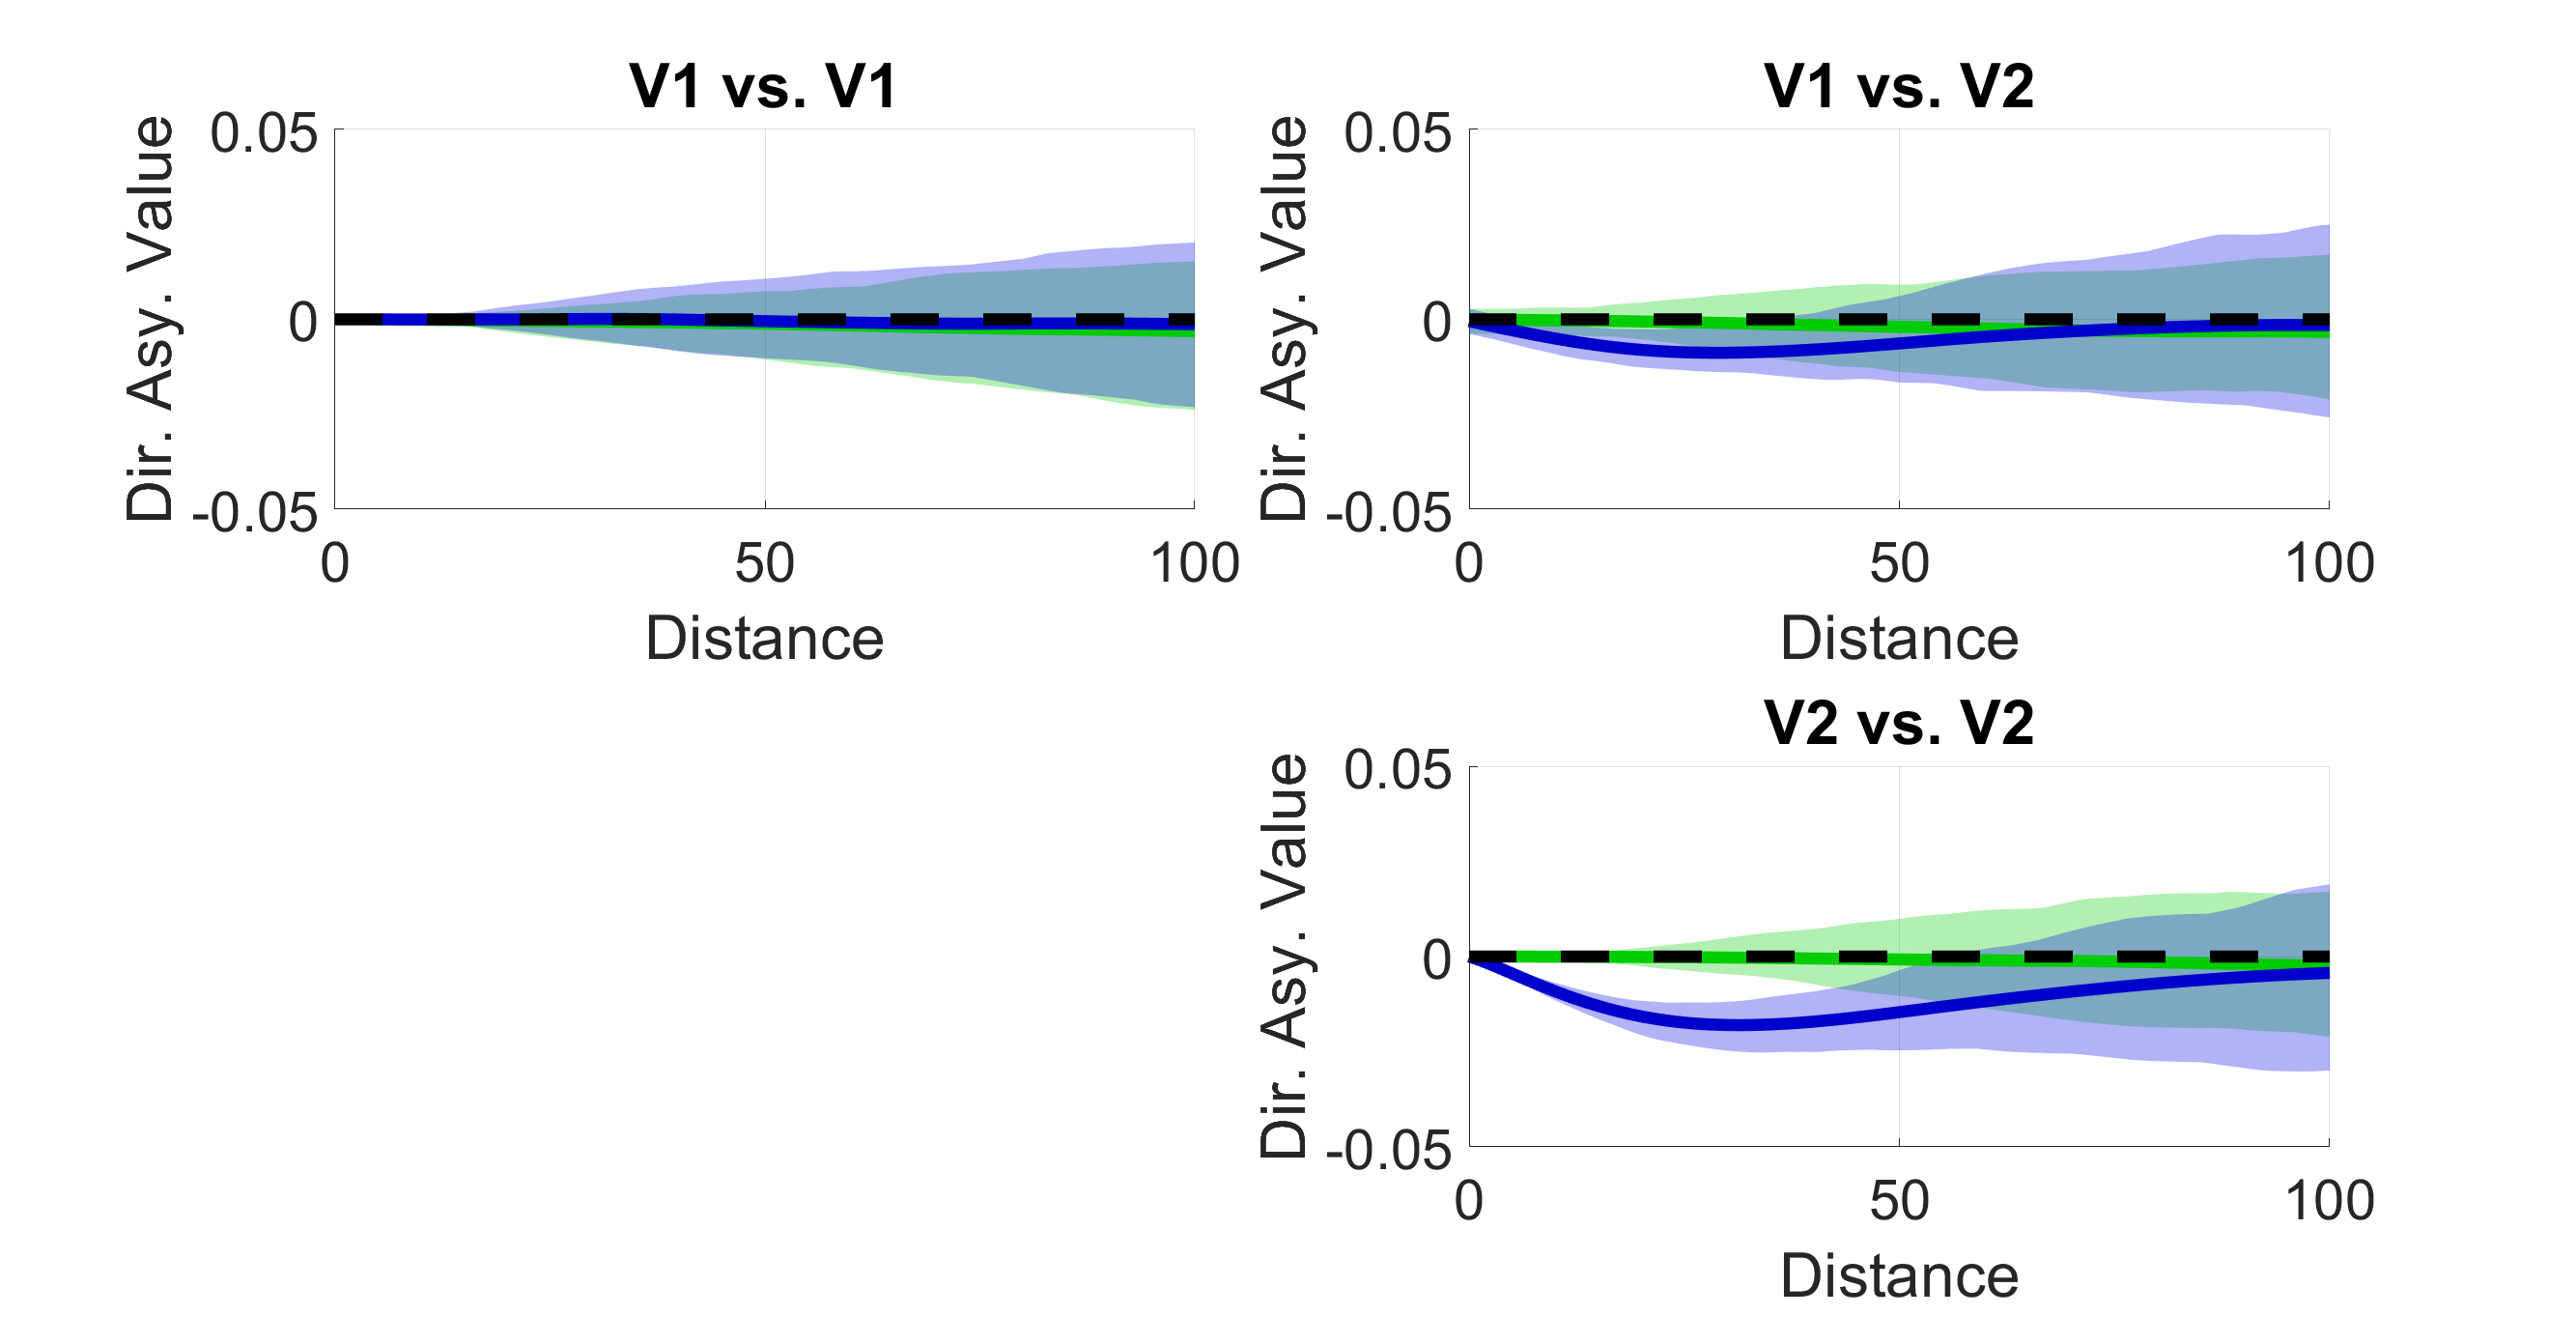 V1 vs. V1
Dir. Asy. Value
0.05
0
-0.05
0 50 100
Distance
V1 vs. V2
Dir. Asy. Value
0.05
0
-0.05
0 50 100
Distance
V2 vs. V2
Dir. Asy. Value
0.05
0
-0.05
0 50 100
Distance